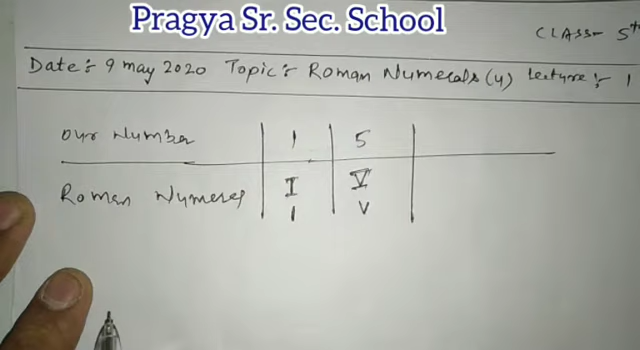 Pragya Sr. Sec. School
CLASS- 5th
Date:- 9 may 2020 Topic:- Roman Numerals (4) Lecture:- 1
Our Number 1 5
Roman Numerals I V
I V